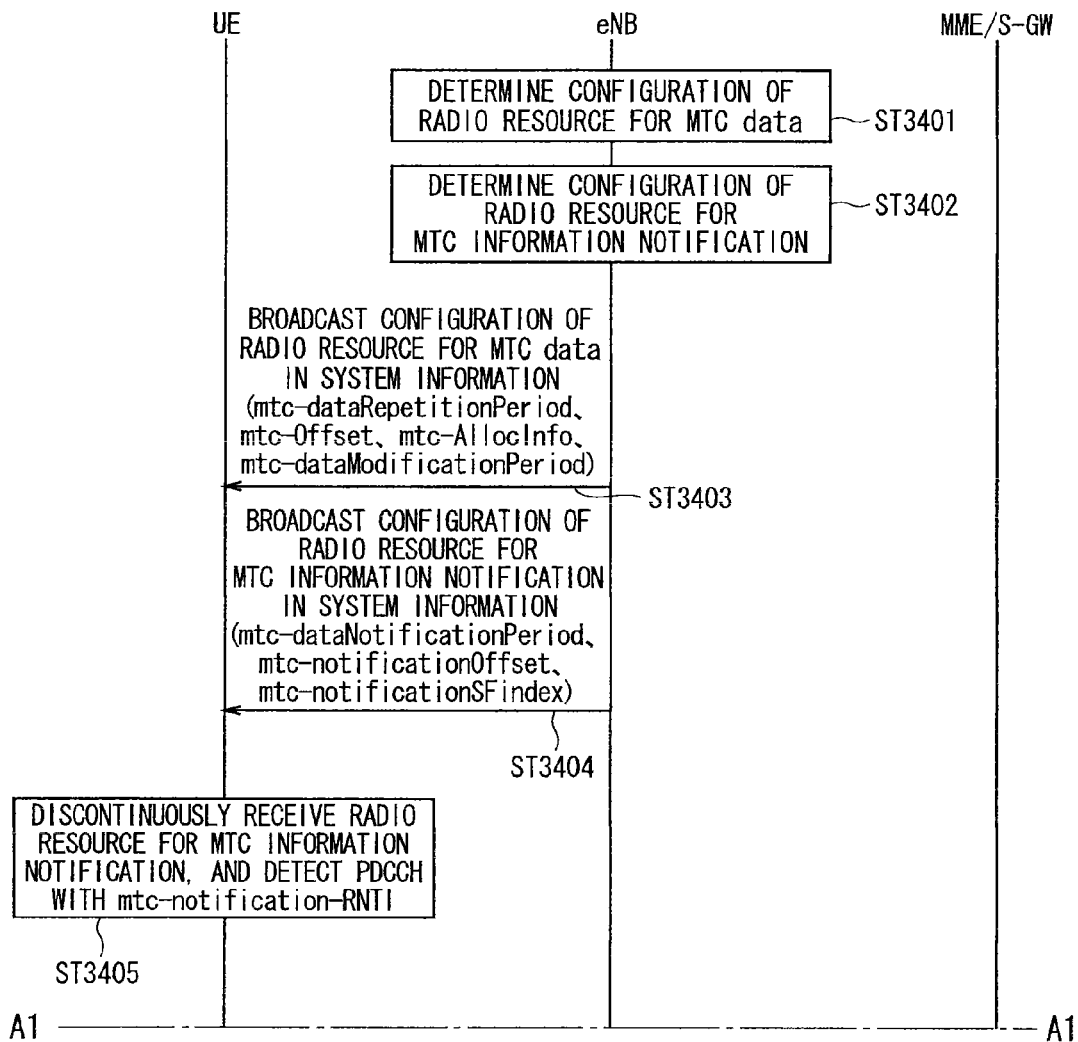 UE
eNB
MME/S-GW
DETERMINE CONFIGURATION OF
RADIO RESOURCE FOR MTC data
ST3401
DETERMINE CONFIGURATION OF
RADIO RESOURCE FOR
MTC INFORMATION NOTIFICATION
ST3402
BROADCAST CONFIGURATION OF
RADIO RESOURCE FOR MTC data
IN SYSTEM INFORMATION
(mtc-dataRepetitionPeriod、
mtc-Offset、mtc-AllocInfo、
mtc-dataModificationPeriod)
ST3403
BROADCAST CONFIGURATION OF
RADIO RESOURCE FOR
MTC INFORMATION NOTIFICATION
IN SYSTEM INFORMATION
(mtc-dataNotificationPeriod、
mtc-notificationOffset、
mtc-notificationSFindex)
ST3404
DISCONTINUOUSLY RECEIVE RADIO
RESOURCE FOR MTC INFORMATION
NOTIFICATION, AND DETECT PDCCH
WITH mtc-notification-RNTI
ST3405
A1
A1